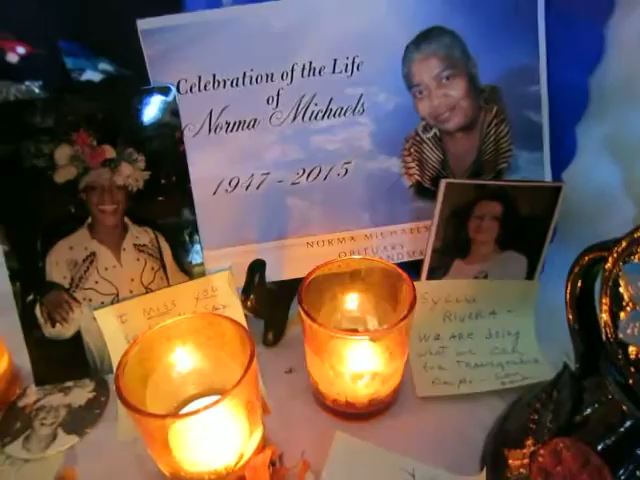 Celebration of the Life
of
Norma Michaels
1947 - 2015
NORMA MICHAELS
OBITUARY
I MISS YOU
SYLVIA
RIVERA -
WE ARE doing
what we can
for Transgender